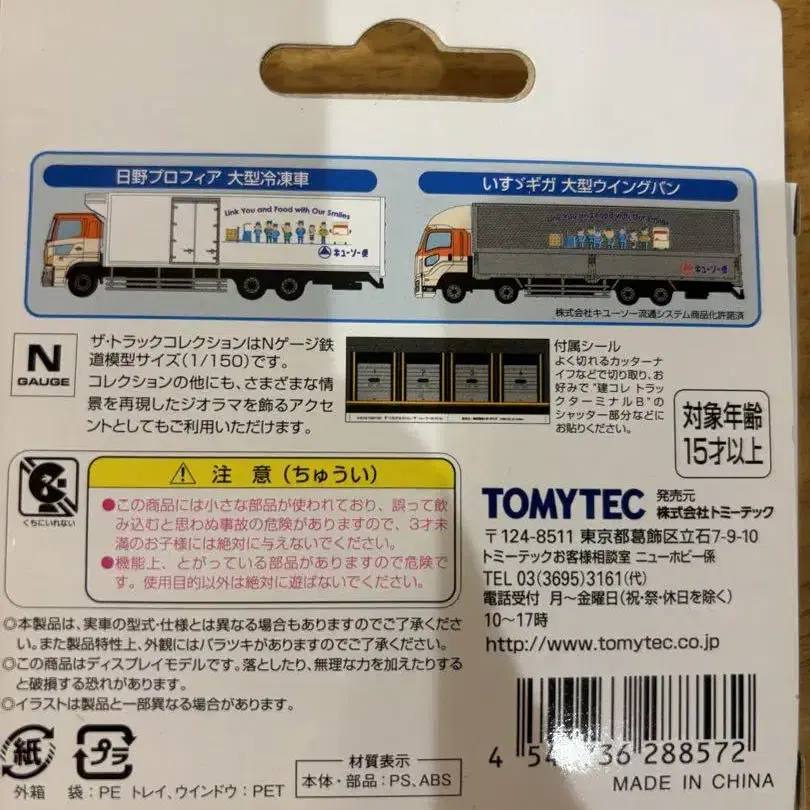 日野プロフィア 大型冷凍車
いすゞギガ 大型ウイングバン
Link You and Food with Our Smiles
キユーソー便
Link You and Food with Our Smiles
キユーソー便
株式会社キユーソー流通システム商品化許諾済
N
GAUGE
ザ・トラックコレクションはNゲージ鉄
道模型サイズ(1/150)です。
コレクションの他にも、さまざまな情
景を再現したジオラマを飾るアクセ
ントとしてもご利用いただけます。
1 2 3 4
付属シール
よく切れるカッターナ
イフなどで切り取り、お
好みで"建コレ トラッ
クターミナルB"の
シャッター部分などに
お貼りください。
対象年齢
15才以上
くちにいれない
注 意(ちゅうい)
●この商品には小さな部品が使われており、誤って飲
み込むと思わぬ事故の危険がありますので、3才未
満のお子様には絶対に与えないでください。
●機能上、とがっている部品がありますので危険で
す。使用目的以外は絶対に遊ばないでください。
TOMYTEC
発売元
株式会社トミーテック
〒124-8511 東京都葛飾区立石7-9-10
トミーテックお客様相談室 ニューホビー係
TEL 03(3695)3161(代)
電話受付 月~金曜日(祝・祭・休日を除く)
10~17時
http://www.tomytec.co.jp
◎本製品は、実車の型式・仕様とは異なる場合もありますのでご了承くださ
い。また製品特性上、外観にはバラツキがありますのでご了承ください。
◎この商品はディスプレイモデルです。落としたり、無理な力を加えたりする
と破損する恐れがあります。
◎イラストは製品と一部異なる場合があります。
紙
外箱
プラ
袋:PE トレイ、ウインドウ:PET
材質表示
本体・部品:PS、ABS
4 54 736 288572
MADE IN CHINA